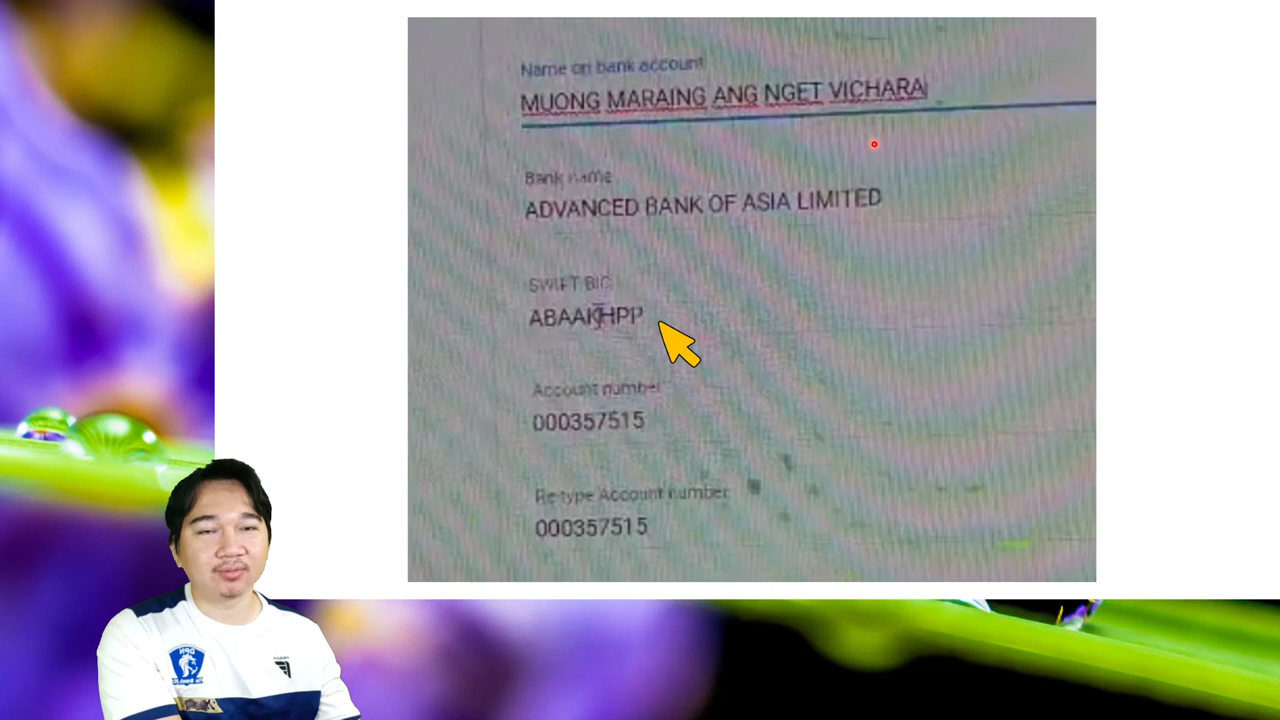 Name on bank account
MUONG MARAING ANG NGET VICHARA
Bank name
ADVANCED BANK OF ASIA LIMITED
SWIFT BIC
ABAAKHPP
Account number
000357515
Re-type Account number
000357515